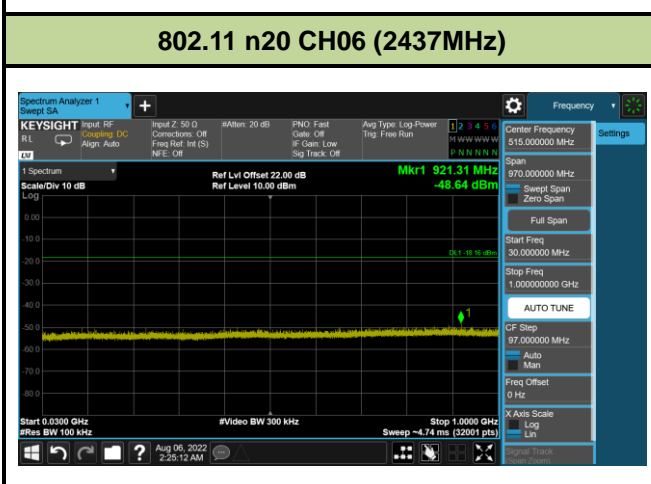 802.11 n20 CH06 (2437MHz)
Spectrum Analyzer 1
Swept SA
Frequency
KEYSIGHT
R L
Input: RF
Coupling: DC
Align: Auto
Input Z: 50 Ω
Corrections: Off
Freq Ref: Int (S)
NFE: Off
#Atten: 20 dB
PNO: Fast
Gate: Off
IF Gain: Low
Sig Track: Off
Avg Type: Log-Power
Trig: Free Run
1 2 3 4 5 6
M W W W W W
P N N N N N
LXI
1 Spectrum
Scale/Div 10 dB
Log
Ref Lvl Offset 22.00 dB
Ref Level 10.00 dBm
Mkr1 921.31 MHz
-48.64 dBm
0.00
-10.0
-20.0
-30.0
-40.0
-50.0
-60.0
-70.0
-80.0
DL1 -18.16 dBm
1
Start 0.0300 GHz
#Res BW 100 kHz
#Video BW 300 kHz
Stop 1.0000 GHz
Sweep ~4.74 ms (32001 pts)
Center Frequency
515.000000 MHz
Settings
Span
970.000000 MHz
Swept Span
Zero Span
Full Span
Start Freq
30.000000 MHz
Stop Freq
1.000000000 GHz
AUTO TUNE
CF Step
97.000000 MHz
Auto
Man
Freq Offset
0 Hz
X Axis Scale
Log
Lin
Signal Track
(Span Zoom)
?
Aug 06, 2022
2:25:12 AM